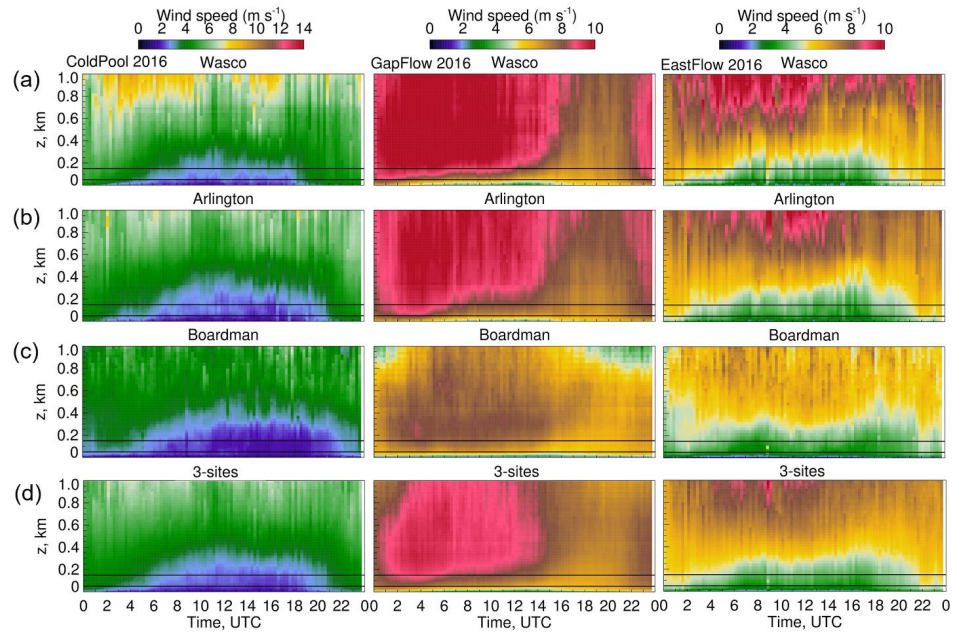 Wind speed (m s⁻¹) Wind speed (m s⁻¹) Wind speed (m s⁻¹)
0 2 4 6 8 10 12 14 0 2 4 6 8 10 0 2 4 6 8 10
ColdPool 2016 Wasco GapFlow 2016 Wasco EastFlow 2016 Wasco
(a)
1.0
0.8
0.6
0.4
0.2
0
z, km
Arlington Arlington Arlington
(b)
1.0
0.8
0.6
0.4
0.2
0
z, km
Boardman Boardman Boardman
(c)
1.0
0.8
0.6
0.4
0.2
0
z, km
3-sites 3-sites 3-sites
(d)
1.0
0.8
0.6
0.4
0.2
0
z, km
0 2 4 6 8 10 12 14 16 18 20 22 00 2 4 6 8 10 12 14 16 18 20 22 00 2 4 6 8 10 12 14 16 18 20 22 0
Time, UTC Time, UTC Time, UTC